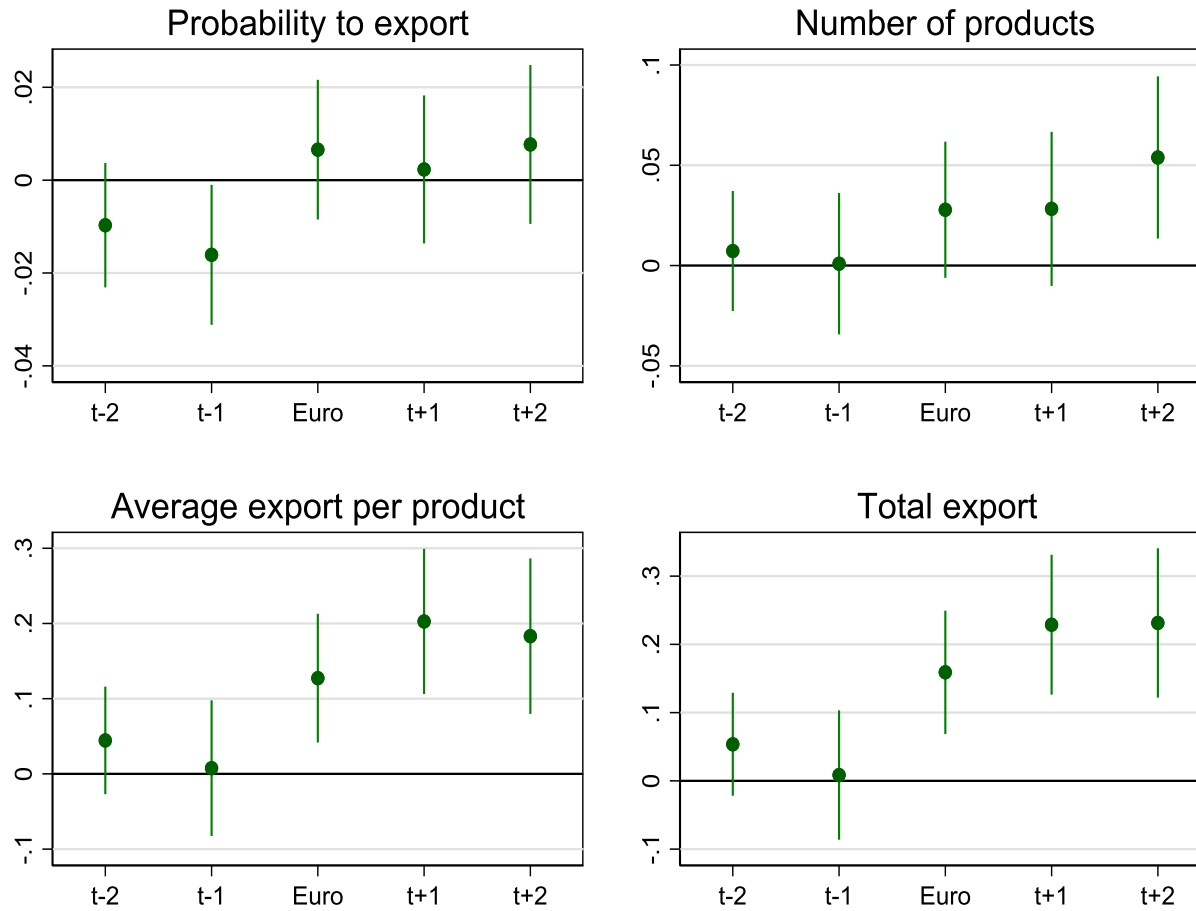 Probability to export
.02
0
-.02
-.04
t-2 t-1 Euro t+1 t+2
Number of products
.1
.05
0
-.05
t-2 t-1 Euro t+1 t+2
Average export per product
.3
.2
.1
0
-.1
t-2 t-1 Euro t+1 t+2
Total export
.3
.2
.1
0
-.1
t-2 t-1 Euro t+1 t+2